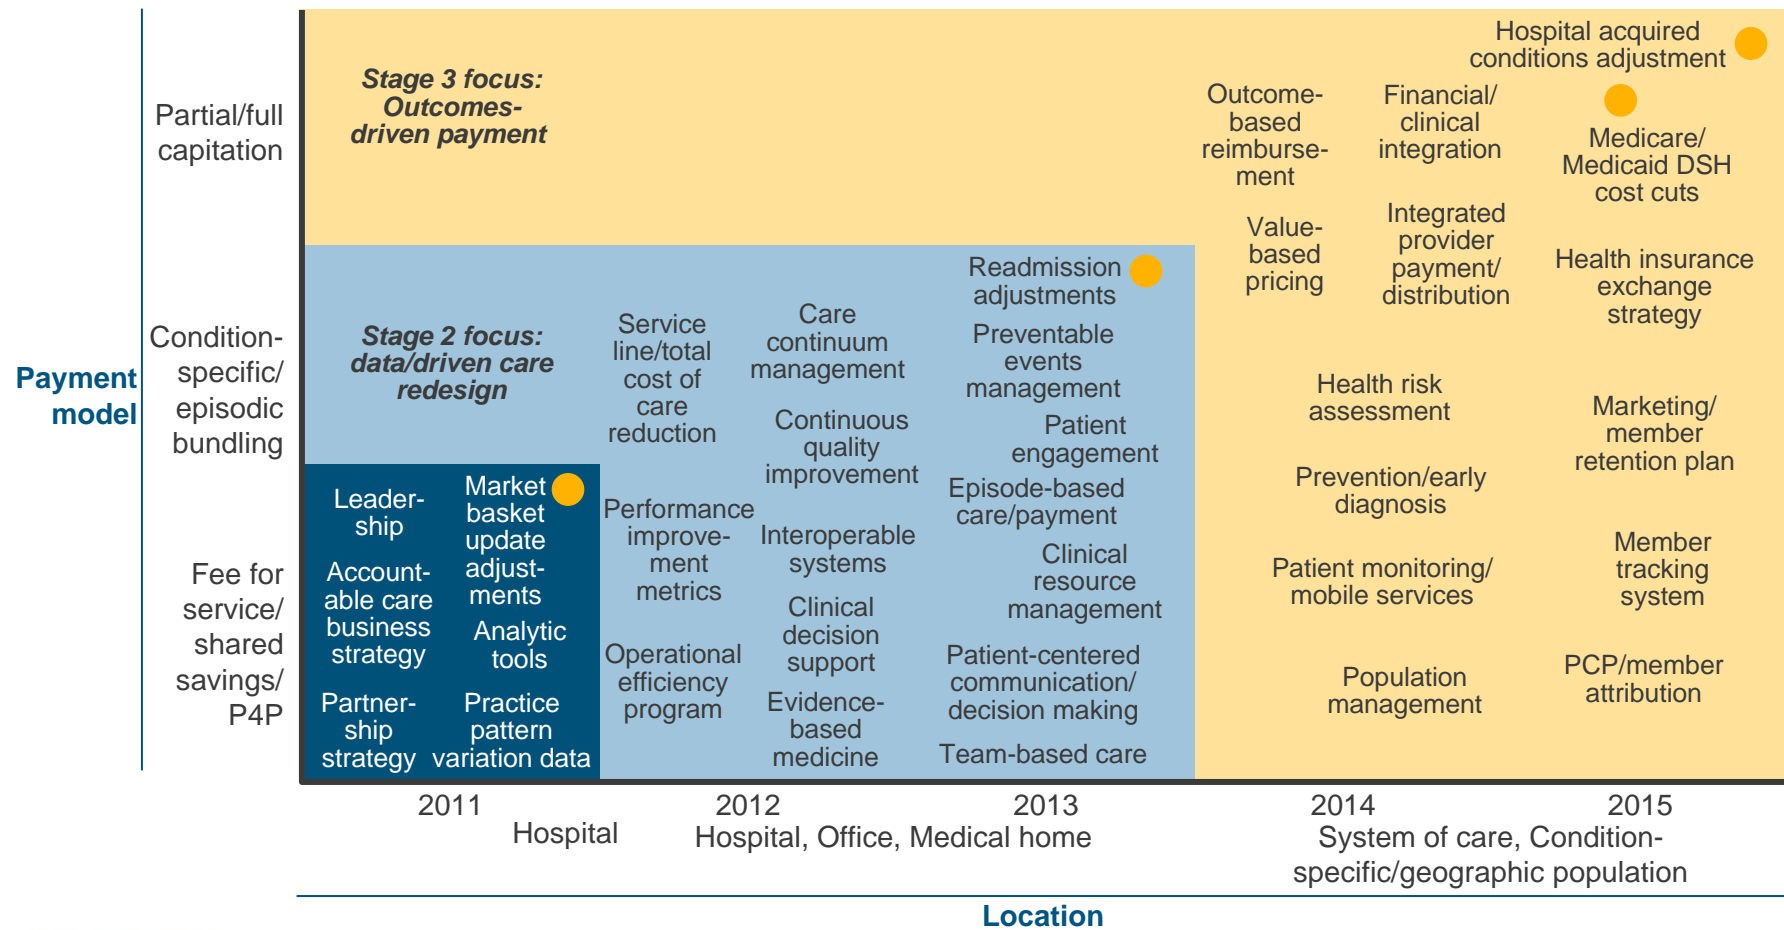 Payment
model
Partial/full
capitation
Condition-
specific/
episodic
bundling
Fee for
service/
shared
savings/
P4P
Stage 3 focus:
Outcomes-
driven payment
Stage 2 focus:
data/driven care
redesign
Leader-
ship
Account-
able care
business
strategy
Partner-
ship
strategy
Market
basket
update
adjust-
ments
Analytic
tools
Practice
pattern
variation data
Service
line/total
cost of
care
reduction
Performance
improve-
ment
metrics
Operational
efficiency
program
Care
continuum
management
Continuous
quality
improvement
Interoperable
systems
Clinical
decision
support
Evidence-
based
medicine
Readmission
adjustments
Preventable
events
management
Patient
engagement
Episode-based
care/payment
Clinical
resource
management
Patient-centered
communication/
decision making
Team-based care
Outcome-
based
reimburse-
ment
Value-
based
pricing
Financial/
clinical
integration
Integrated
provider
payment/
distribution
Health risk
assessment
Prevention/early
diagnosis
Patient monitoring/
mobile services
Population
management
Hospital acquired
conditions adjustment
Medicare/
Medicaid DSH
cost cuts
Health insurance
exchange
strategy
Marketing/
member
retention plan
Member
tracking
system
PCP/member
attribution
2011
2012
2013
2014
2015
Hospital
Hospital, Office, Medical home
System of care, Condition-
specific/geographic population
Location